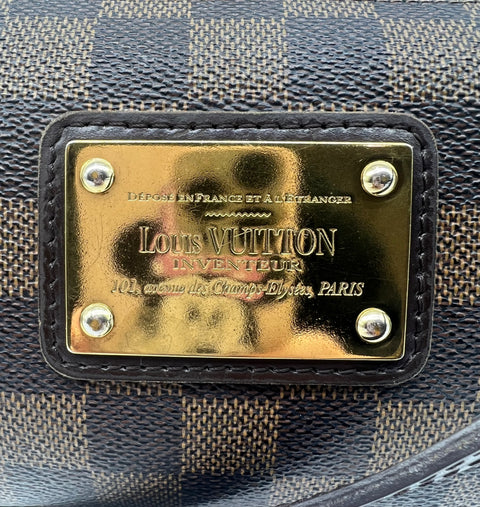 DÉPOSÉ EN FRANCE ET À L'ÉTRANGER
LOUIS VUITTON
INVENTEUR
101, avenue des Champs-Elysées, PARIS